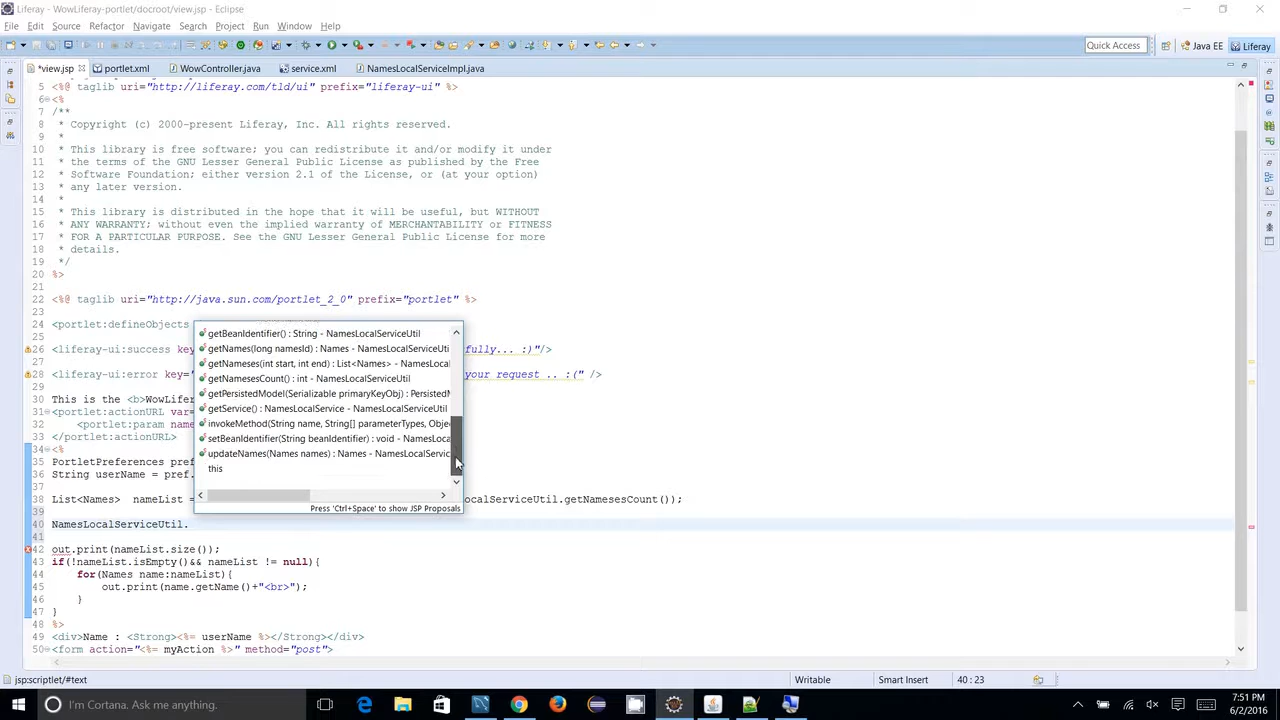 Liferay - WowLiferay-portlet/docroot/view.jsp - Eclipse
File Edit Source Refactor Navigate Search Project Run Window Help
Quick Access Java EE Liferay
*view.jsp portlet.xml WowController.java service.xml NamesLocalServiceImpl.java
5 <%@ taglib uri="http://liferay.com/tld/ui" prefix="liferay-ui" %>
6 <%
7 /**
8 * Copyright (c) 2000-present Liferay, Inc. All rights reserved.
9 *
10 * This library is free software; you can redistribute it and/or modify it under
11 * the terms of the GNU Lesser General Public License as published by the Free
12 * Software Foundation; either version 2.1 of the License, or (at your option)
13 * any later version.
14 *
15 * This library is distributed in the hope that it will be useful, but WITHOUT
16 * ANY WARRANTY; without even the implied warranty of MERCHANTABILITY or FITNESS
17 * FOR A PARTICULAR PURPOSE. See the GNU Lesser General Public License for more
18 * details.
19 */
20 %>
21
22 <%@ taglib uri="http://java.sun.com/portlet_2_0" prefix="portlet" %>
23
24 <portlet:defineObjects
25
26 <liferay-ui:success key fully... :)"/>
27
28 <liferay-ui:error key= your request .. :(" />
29
30 This is the <b>WowLife
31 <portlet:actionURL var=
32 <portlet:param name
33 </portlet:actionURL>
34 <%
35 PortletPreferences pref
36 String userName = pref.
37
38 List<Names> nameList = ocalServiceUtil.getNamesesCount());
39
40 NamesLocalServiceUtil.
41
42 out.print(nameList.size());
43 if(!nameList.isEmpty()&& nameList != null){
44 for(Names name:nameList){
45 out.print(name.getName()+"<br>");
46 }
47 }
48 %>
49 <div>Name : <Strong><%= userName %></Strong></div>
50 <form action="<%= myAction %>" method="post">
getBeanIdentifier() : String - NamesLocalServiceUtil
getNames(long namesId) : Names - NamesLocalServiceUti
getNameses(int start, int end) : List<Names> - NamesLocal
getNamesesCount() : int - NamesLocalServiceUtil
getPersistedModel(Serializable primaryKeyObj) : PersistedM
getService() : NamesLocalService - NamesLocalServiceUtil
invokeMethod(String name, String[] parameterTypes, Obje
setBeanIdentifier(String beanIdentifier) : void - NamesLoca
updateNames(Names names) : Names - NamesLocalServic
this
Press 'Ctrl+Space' to show JSP Proposals
jsp:scriptlet/#text Writable Smart Insert 40 : 23
I'm Cortana. Ask me anything.
7:51 PM
6/2/2016